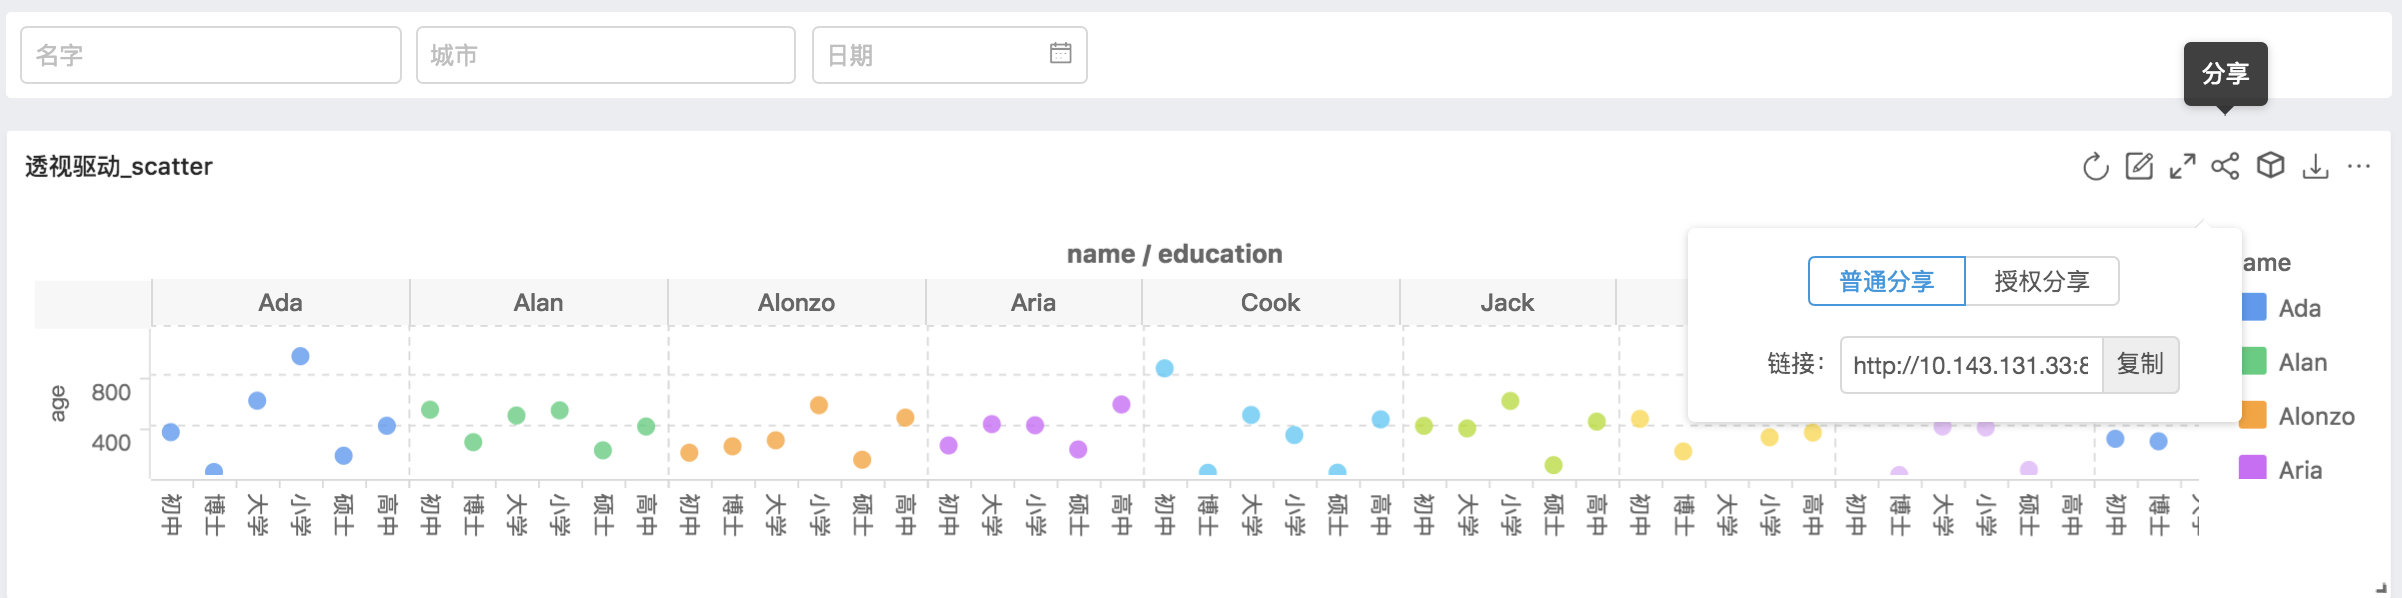 名字 城市 日期
分享
透视驱动_scatter
name / education
普通分享 授权分享
链接： http://10.143.131.33:8 复制
ame
Ada Alan Alonzo Aria Cook Jack
Ada
Alan
Alonzo
Aria
age
800
400
初中 博士 大学 小学 硕士 高中 初中 博士 大学 小学 硕士 高中 初中 博士 大学 小学 硕士 高中 初中 大学 小学 硕士 高中 初中 博士 大学 小学 硕士 高中 初中 大学 小学 硕士 高中 初中 博士 大学 小学 高中 初中 博士 大学 小学 硕士 高中 初中 博士